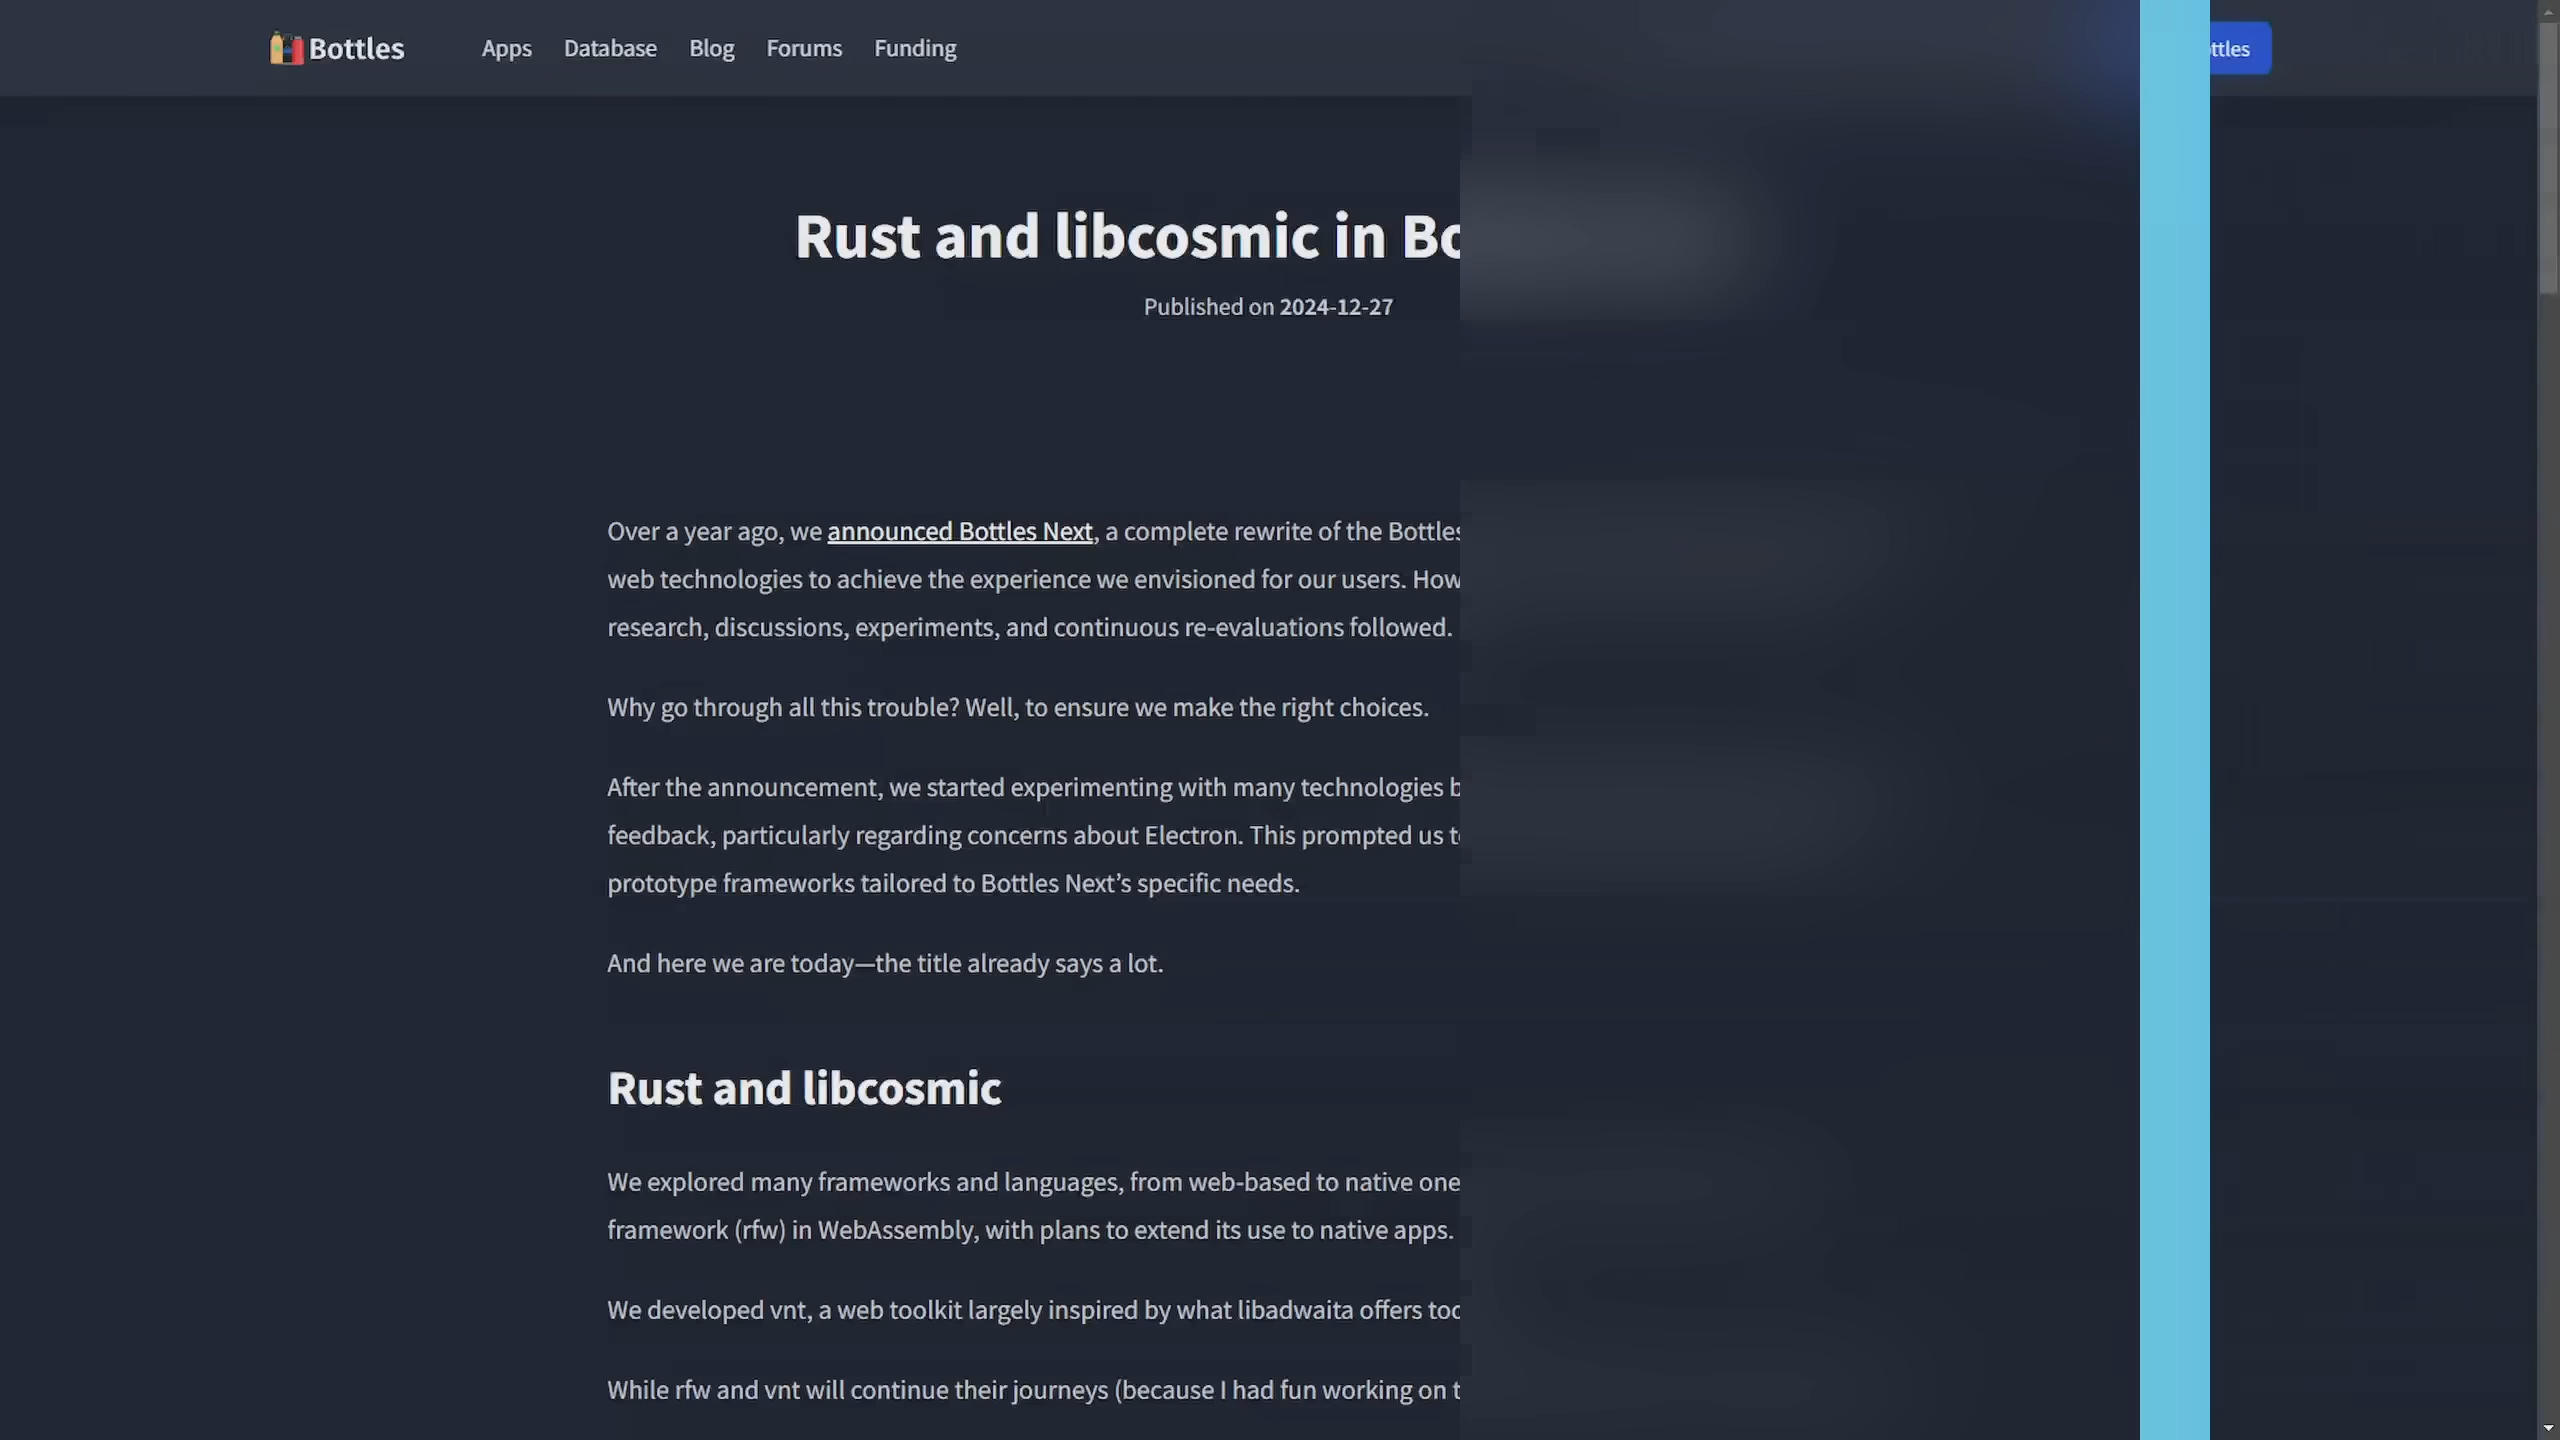 Bottles Apps Database Blog Forums Funding
Rust and libcosmic in
Published on 2024-12-27
Over a year ago, we announced Bottles Next, a complete rewrite of the Bottles
web technologies to achieve the experience we envisioned for our users.
research, discussions, experiments, and continuous re-evaluations followed.
Why go through all this trouble? Well, to ensure we make the right choices.
After the announcement, we started experimenting with many technologies
feedback, particularly regarding concerns about Electron. This prompted us
prototype frameworks tailored to Bottles Next’s specific needs.
And here we are today—the title already says a lot.
Rust and libcosmic
We explored many frameworks and languages, from web-based to native
framework (rfw) in WebAssembly, with plans to extend its use to native apps.
We developed vnt, a web toolkit largely inspired by what libadwaita offers
While rfw and vnt will continue their journeys (because I had fun working on